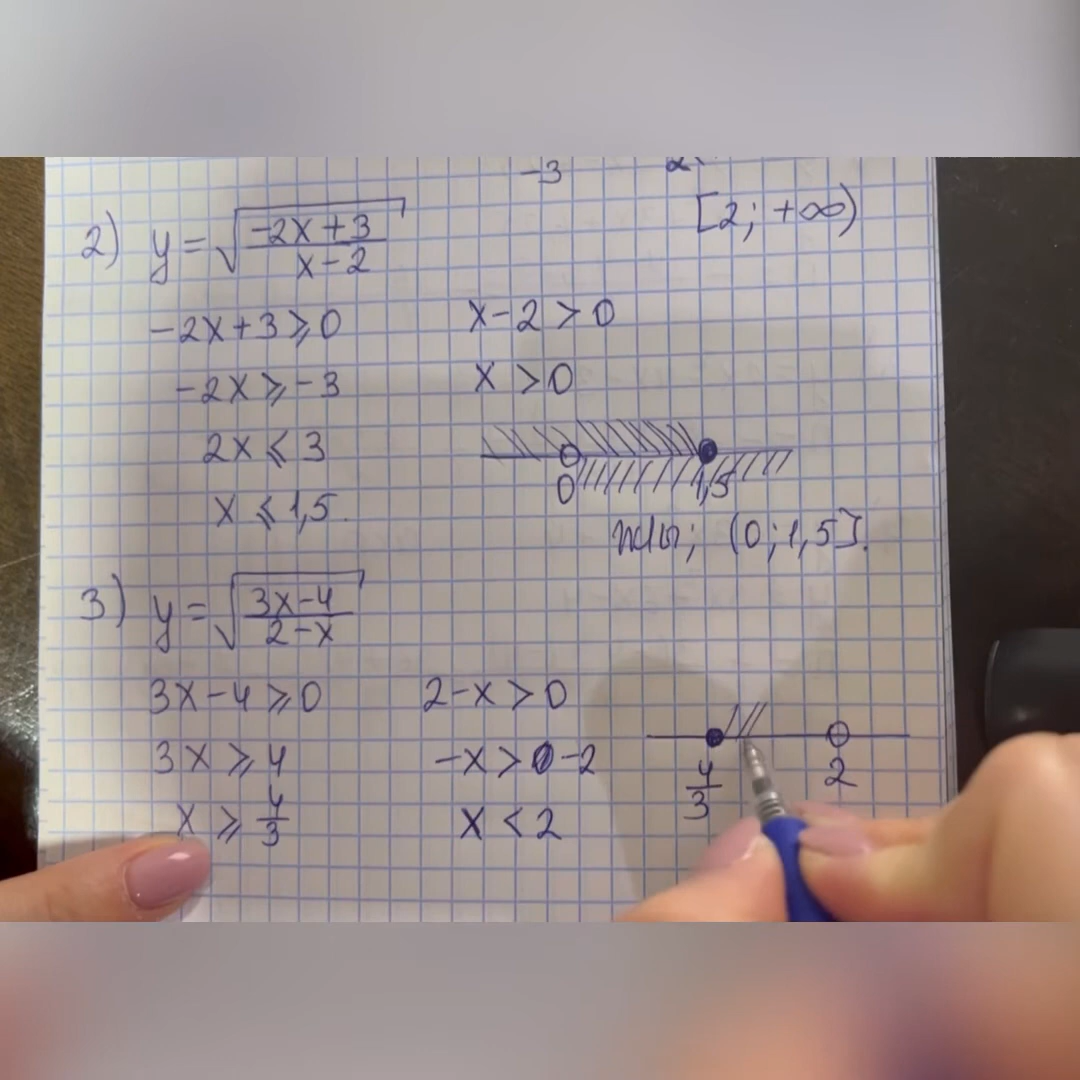 -3 2
[2; +∞)
2) y = √((-2x+3)/(x-2))
-2x+3 ⩾ 0 x-2 > 0
-2x ⩾ -3 x > 0
2x ⩽ 3
0 1,5
x ⩽ 1,5.
(0; 1,5].
3) y = √((3x-4)/(2-x))
3x-4 ⩾ 0 2-x > 0
3x ⩾ 4 -x > 0 -2
4/3 2
x ⩾ 4/3 x < 2